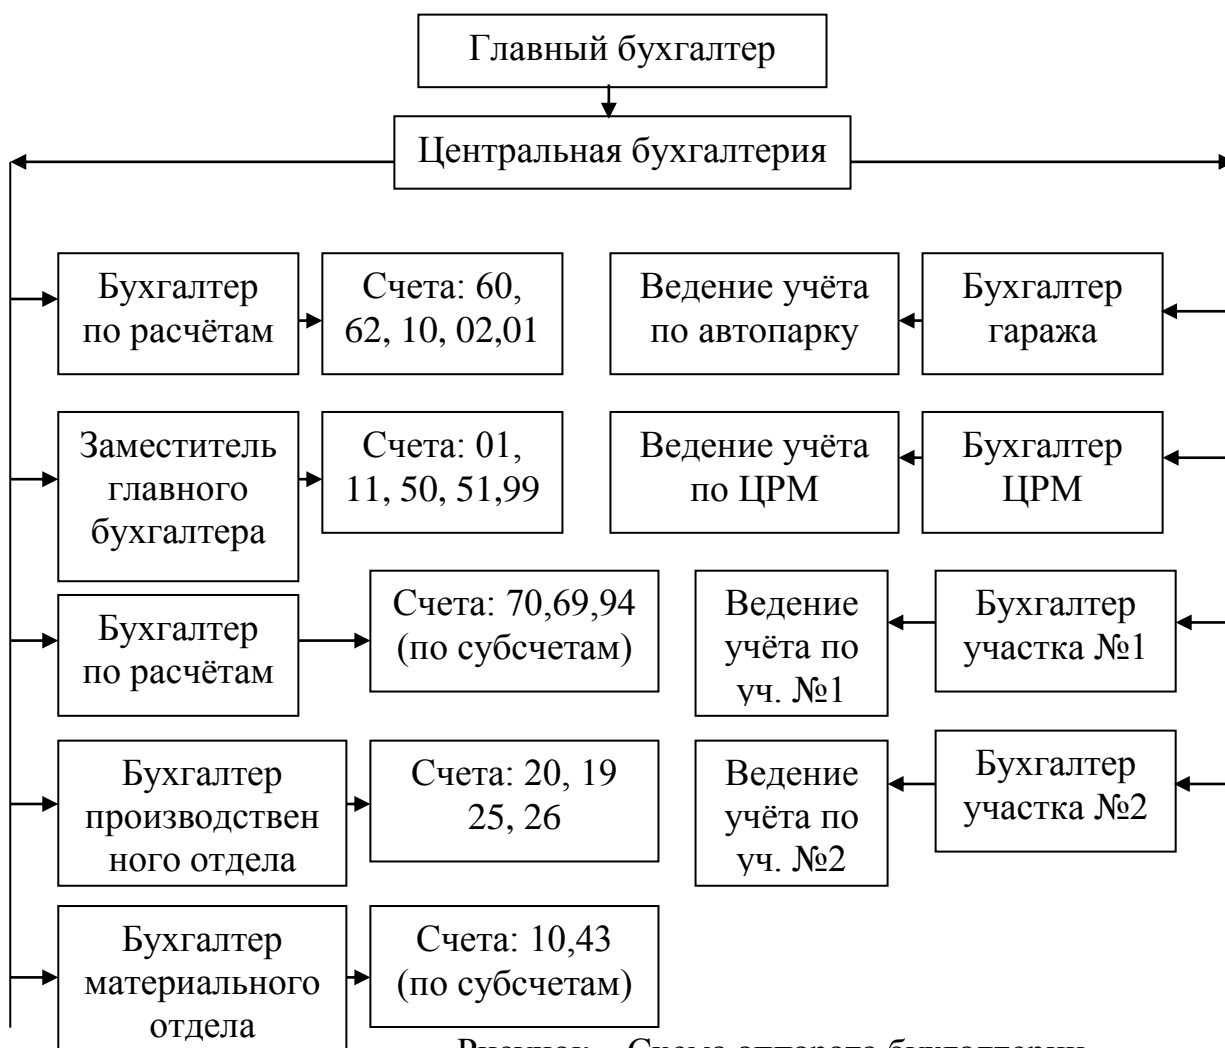 Главный бухгалтер
Центральная бухгалтерия
Бухгалтер
по расчётам
Счета: 60,
62, 10, 02,01
Ведение учёта
по автопарку
Бухгалтер
гаража
Заместитель
главного
бухгалтера
Счета: 01,
11, 50, 51,99
Ведение учёта
по ЦРМ
Бухгалтер
ЦРМ
Бухгалтер
по расчётам
Счета: 70,69,94
(по субсчетам)
Ведение
учёта по
уч. №1
Бухгалтер
участка №1
Бухгалтер
производствен
ного отдела
Счета: 20, 19
25, 26
Ведение
учёта по
уч. №2
Бухгалтер
участка №2
Бухгалтер
материального
отдела
Счета: 10,43
(по субсчетам)
Рисунок – Схема аппарата бухгалтерии